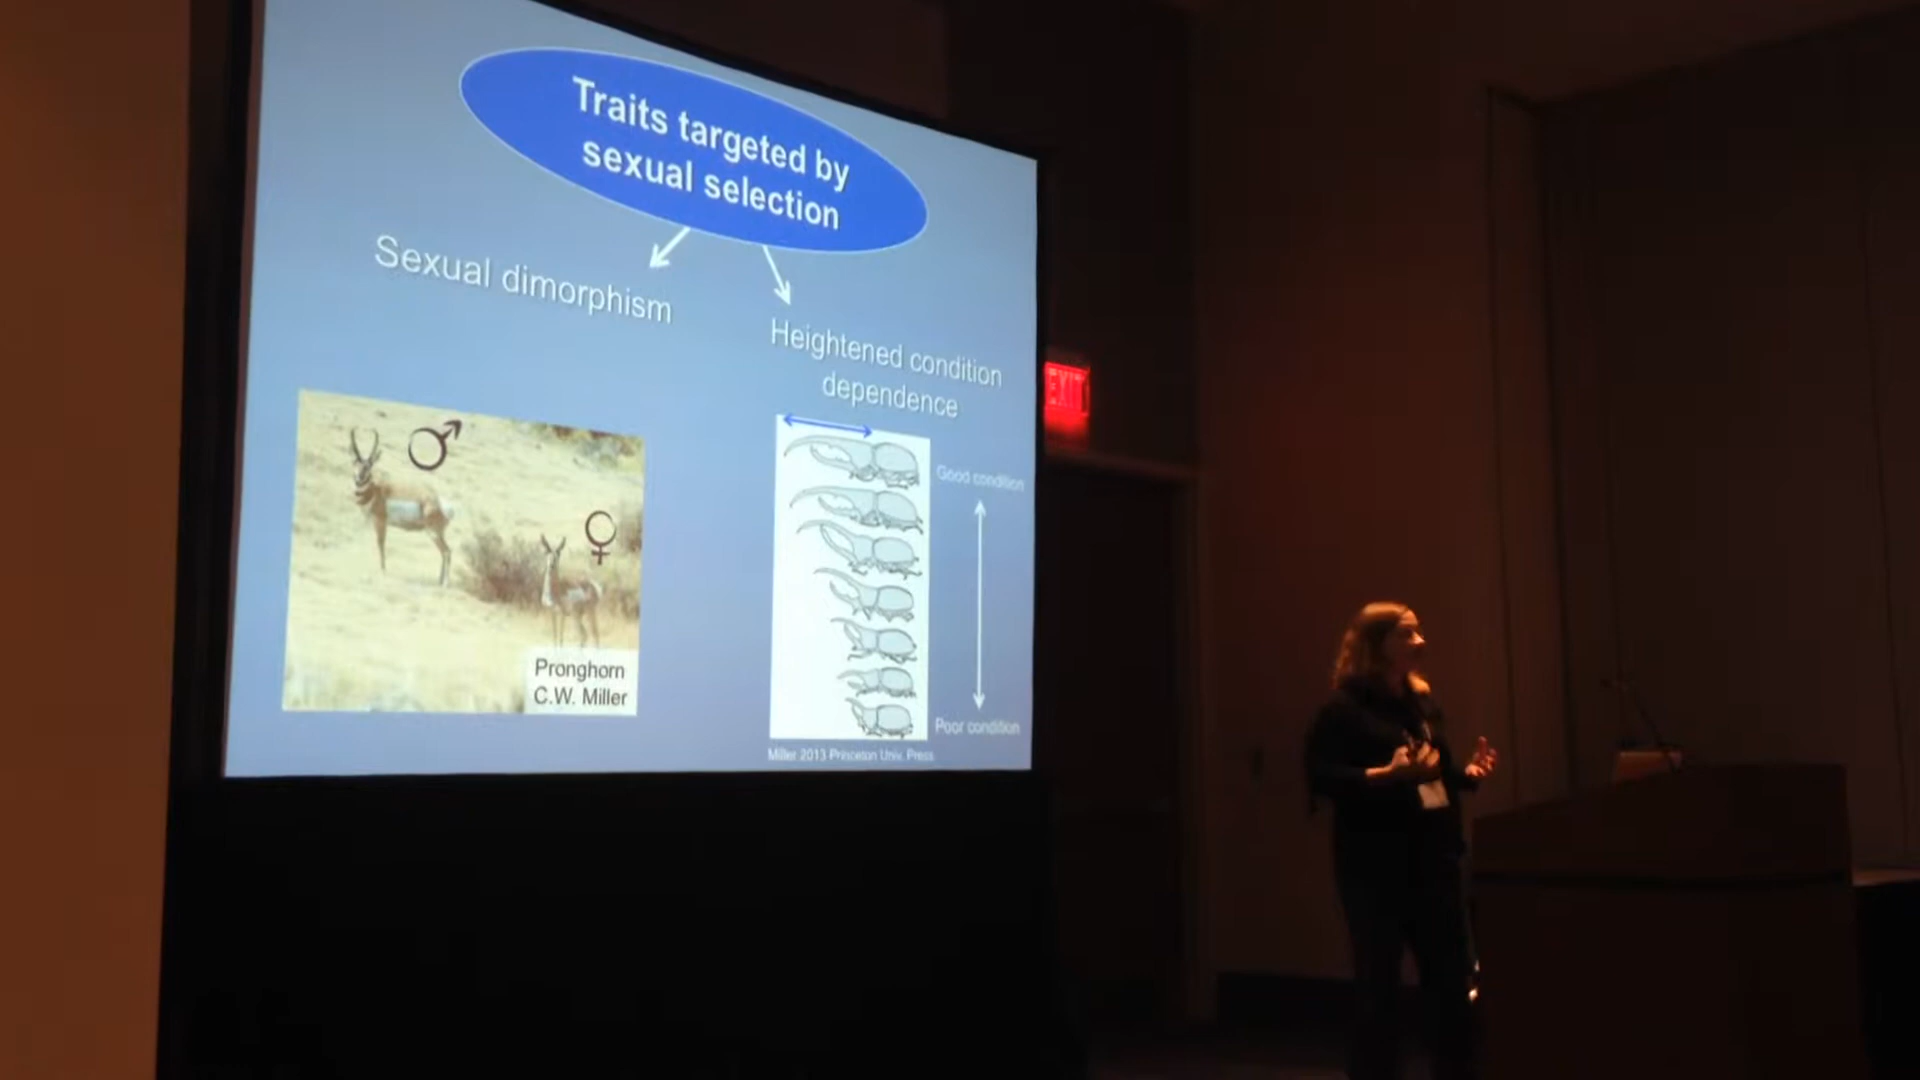 Traits targeted by
sexual selection
Sexual dimorphism
Heightened condition
dependence
Good condition
Pronghorn
C.W. Miller
Poor condition
Miller 2013 Princeton Univ. Press
EXIT